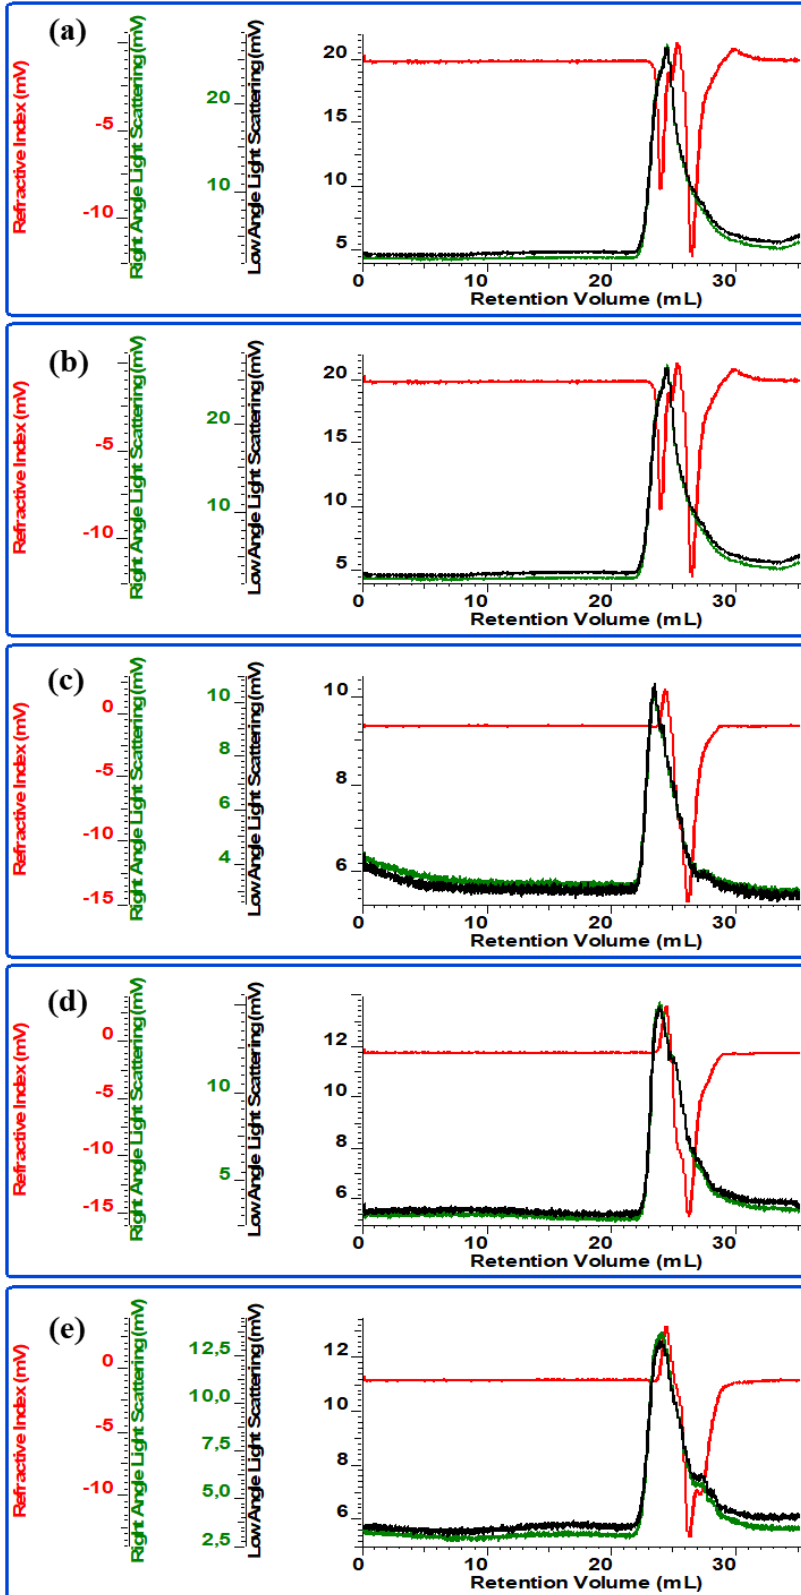 (a)
Refractive Index (mV)
-5
-10
Right Angle Light Scattering (mV)
20
10
Low Angle Light Scattering (mV)
20
15
10
5
0
10
20
30
Retention Volume (mL)
(b)
Refractive Index (mV)
-5
-10
Right Angle Light Scattering (mV)
20
10
Low Angle Light Scattering (mV)
20
15
10
5
0
10
20
30
Retention Volume (mL)
(c)
Refractive Index (mV)
0
-5
-10
-15
Right Angle Light Scattering (mV)
10
8
6
4
Low Angle Light Scattering (mV)
10
8
6
0
10
20
30
Retention Volume (mL)
(d)
Refractive Index (mV)
0
-5
-10
-15
Right Angle Light Scattering (mV)
10
5
Low Angle Light Scattering (mV)
12
10
8
6
0
10
20
30
Retention Volume (mL)
(e)
Refractive Index (mV)
0
-5
-10
Right Angle Light Scattering (mV)
12,5
10,0
7,5
5,0
2,5
Low Angle Light Scattering (mV)
12
10
8
6
0
10
20
30
Retention Volume (mL)